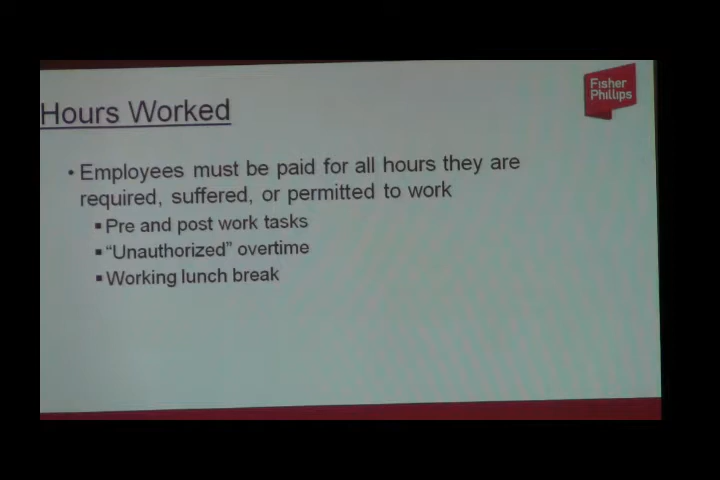 Hours Worked
Fisher
Phillips
• Employees must be paid for all hours they are
required, suffered, or permitted to work
▪ Pre and post work tasks
▪ “Unauthorized” overtime
▪ Working lunch break